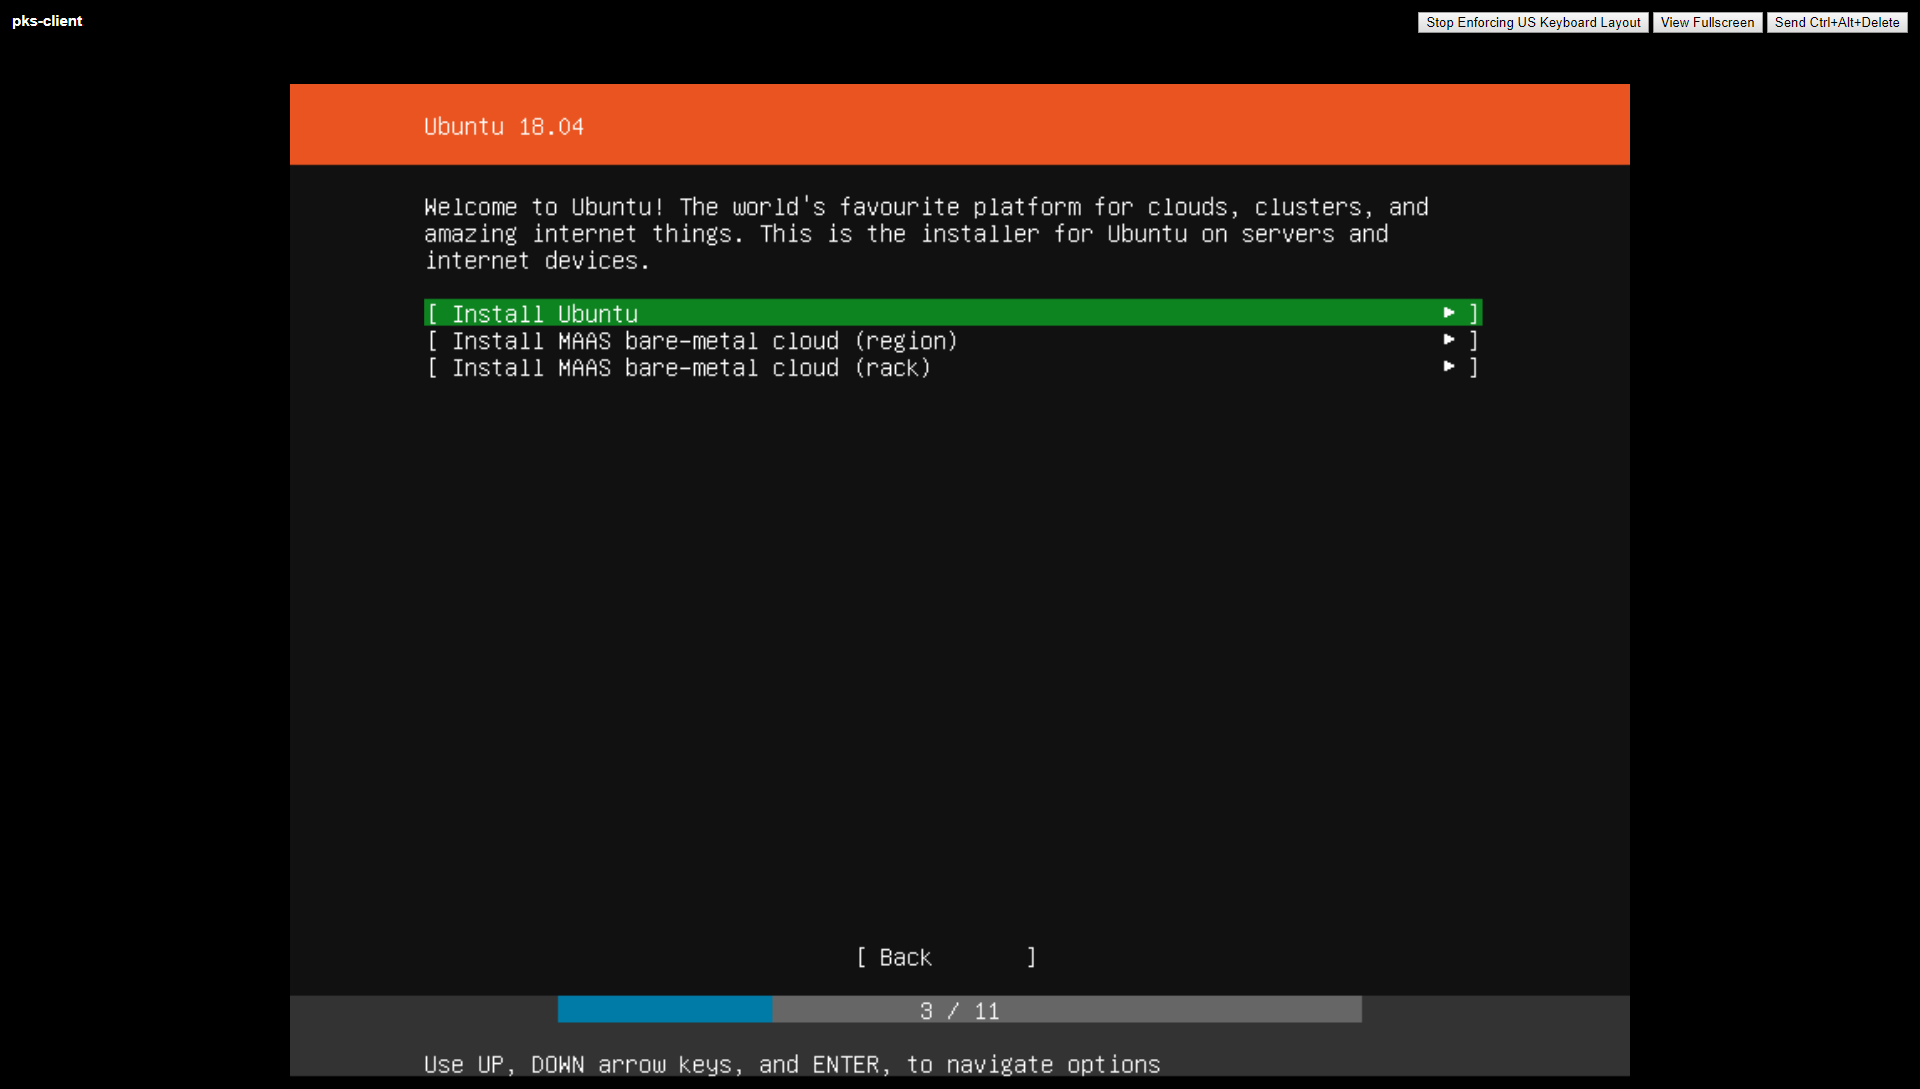 pks-client
Stop Enforcing US Keyboard Layout View Fullscreen Send Ctrl+Alt+Delete
Ubuntu 18.04
Welcome to Ubuntu! The world's favourite platform for clouds, clusters, and
amazing internet things. This is the installer for Ubuntu on servers and
internet devices.
[ Install Ubuntu ► ]
[ Install MAAS bare-metal cloud (region) ► ]
[ Install MAAS bare-metal cloud (rack) ► ]
[ Back ]
3 / 11
Use UP, DOWN arrow keys, and ENTER, to navigate options